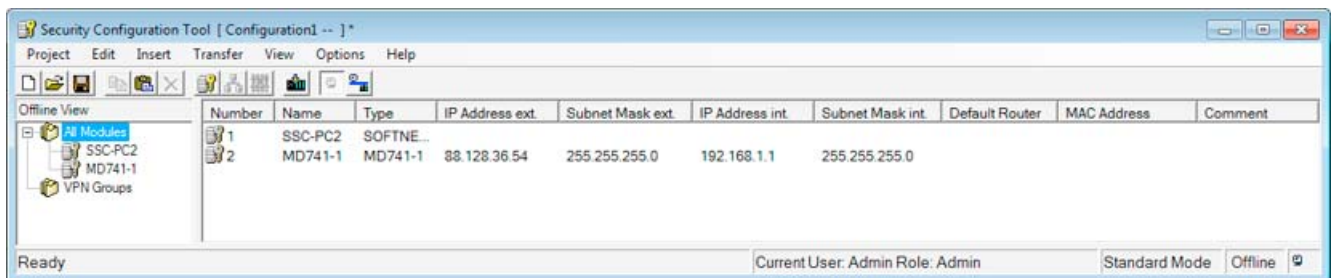 Security Configuration Tool [ Configuration1 -- ] *
Project Edit Insert Transfer View Options Help
Offline View
All Modules
SSC-PC2
MD741-1
VPN Groups
Number Name Type IP Address ext. Subnet Mask ext. IP Address int. Subnet Mask int. Default Router MAC Address Comment
1 SSC-PC2 SOFTNE...
2 MD741-1 MD741-1 88.128.36.54 255.255.255.0 192.168.1.1 255.255.255.0
Ready Current User: Admin Role: Admin Standard Mode Offline